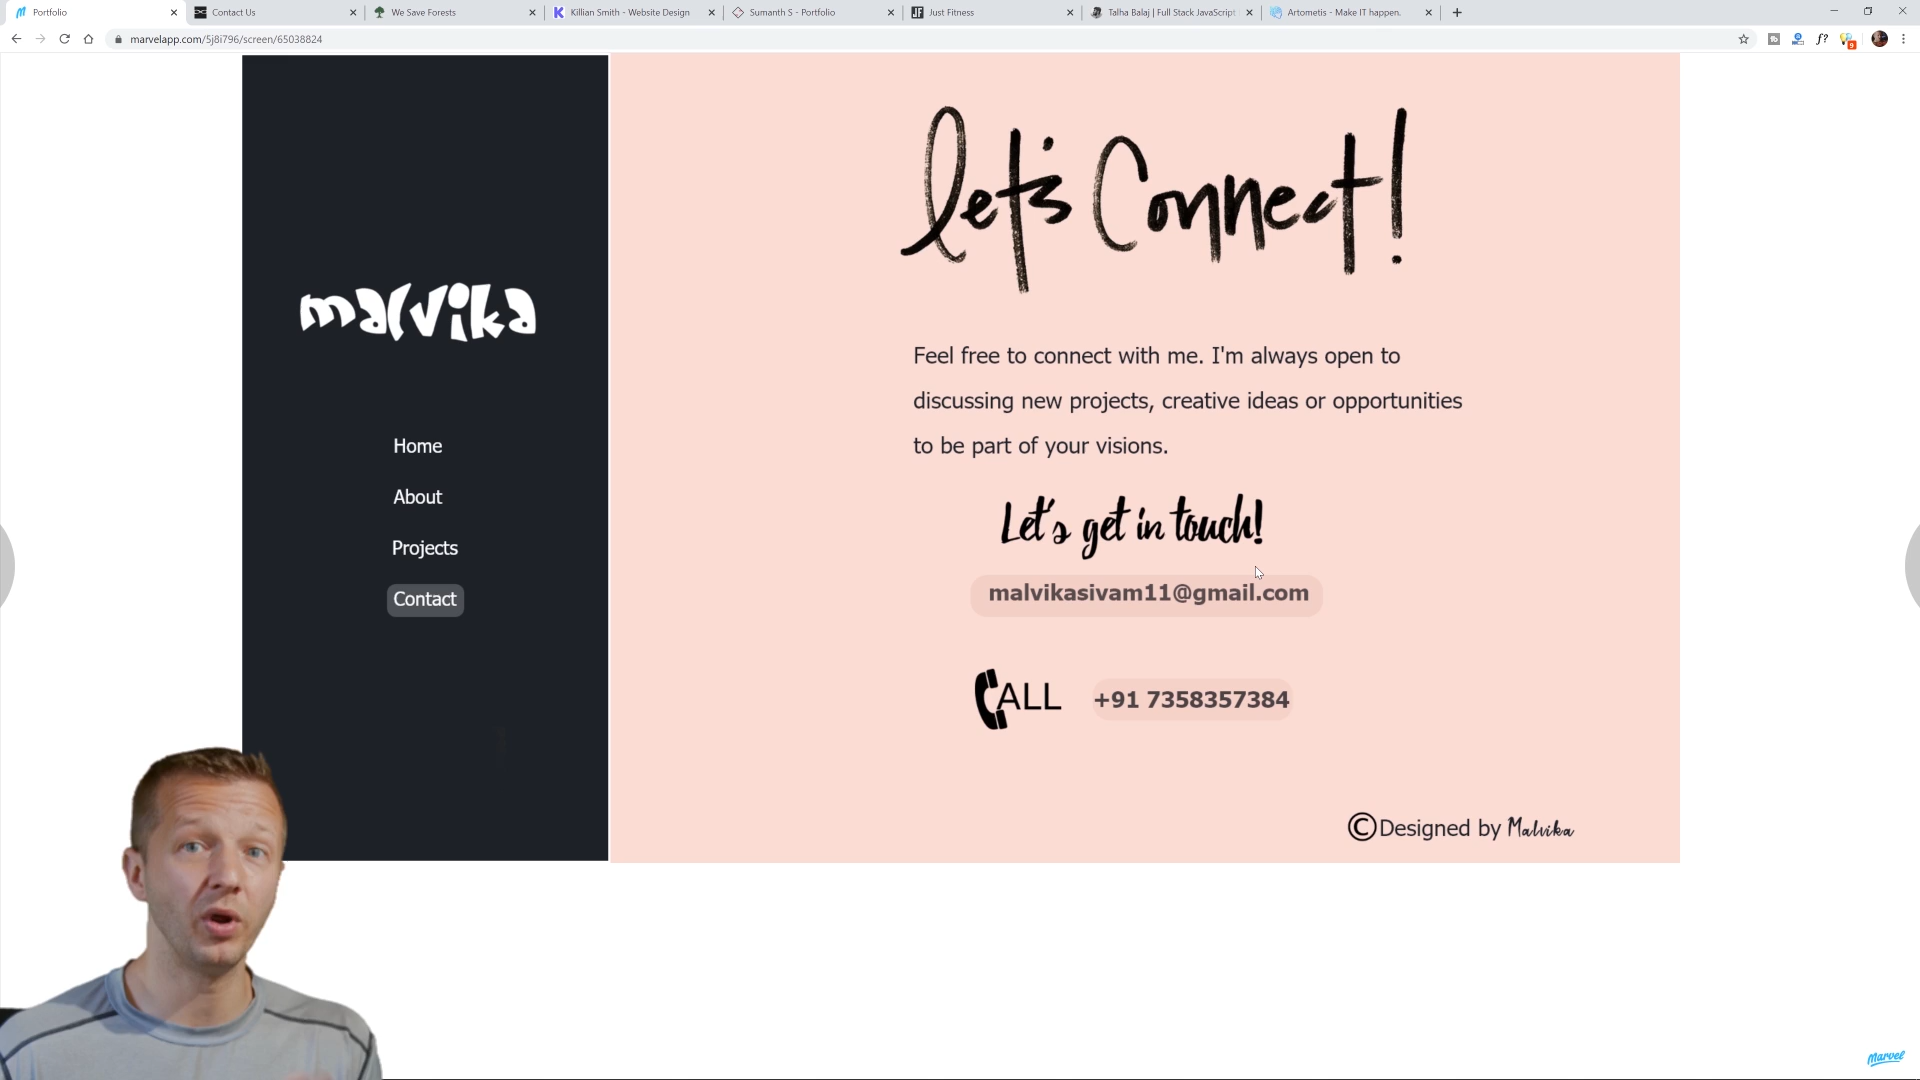 Portfolio
Contact Us
We Save Forests
Killian Smith - Website Design
Sumanth S - Portfolio
Just Fitness
Talha Balaj | Full Stack JavaScript
Artometis - Make IT happen.
marvelapp.com/5j8i796/screen/65038824
f?
9
malvika
Home
About
Projects
Contact
let's Connect!
Feel free to connect with me. I'm always open to
discussing new projects, creative ideas or opportunities
to be part of your visions.
Let's get in touch!
malvikasivam11@gmail.com
CALL
+91 7358357384
©Designed by Malvika
Marvel